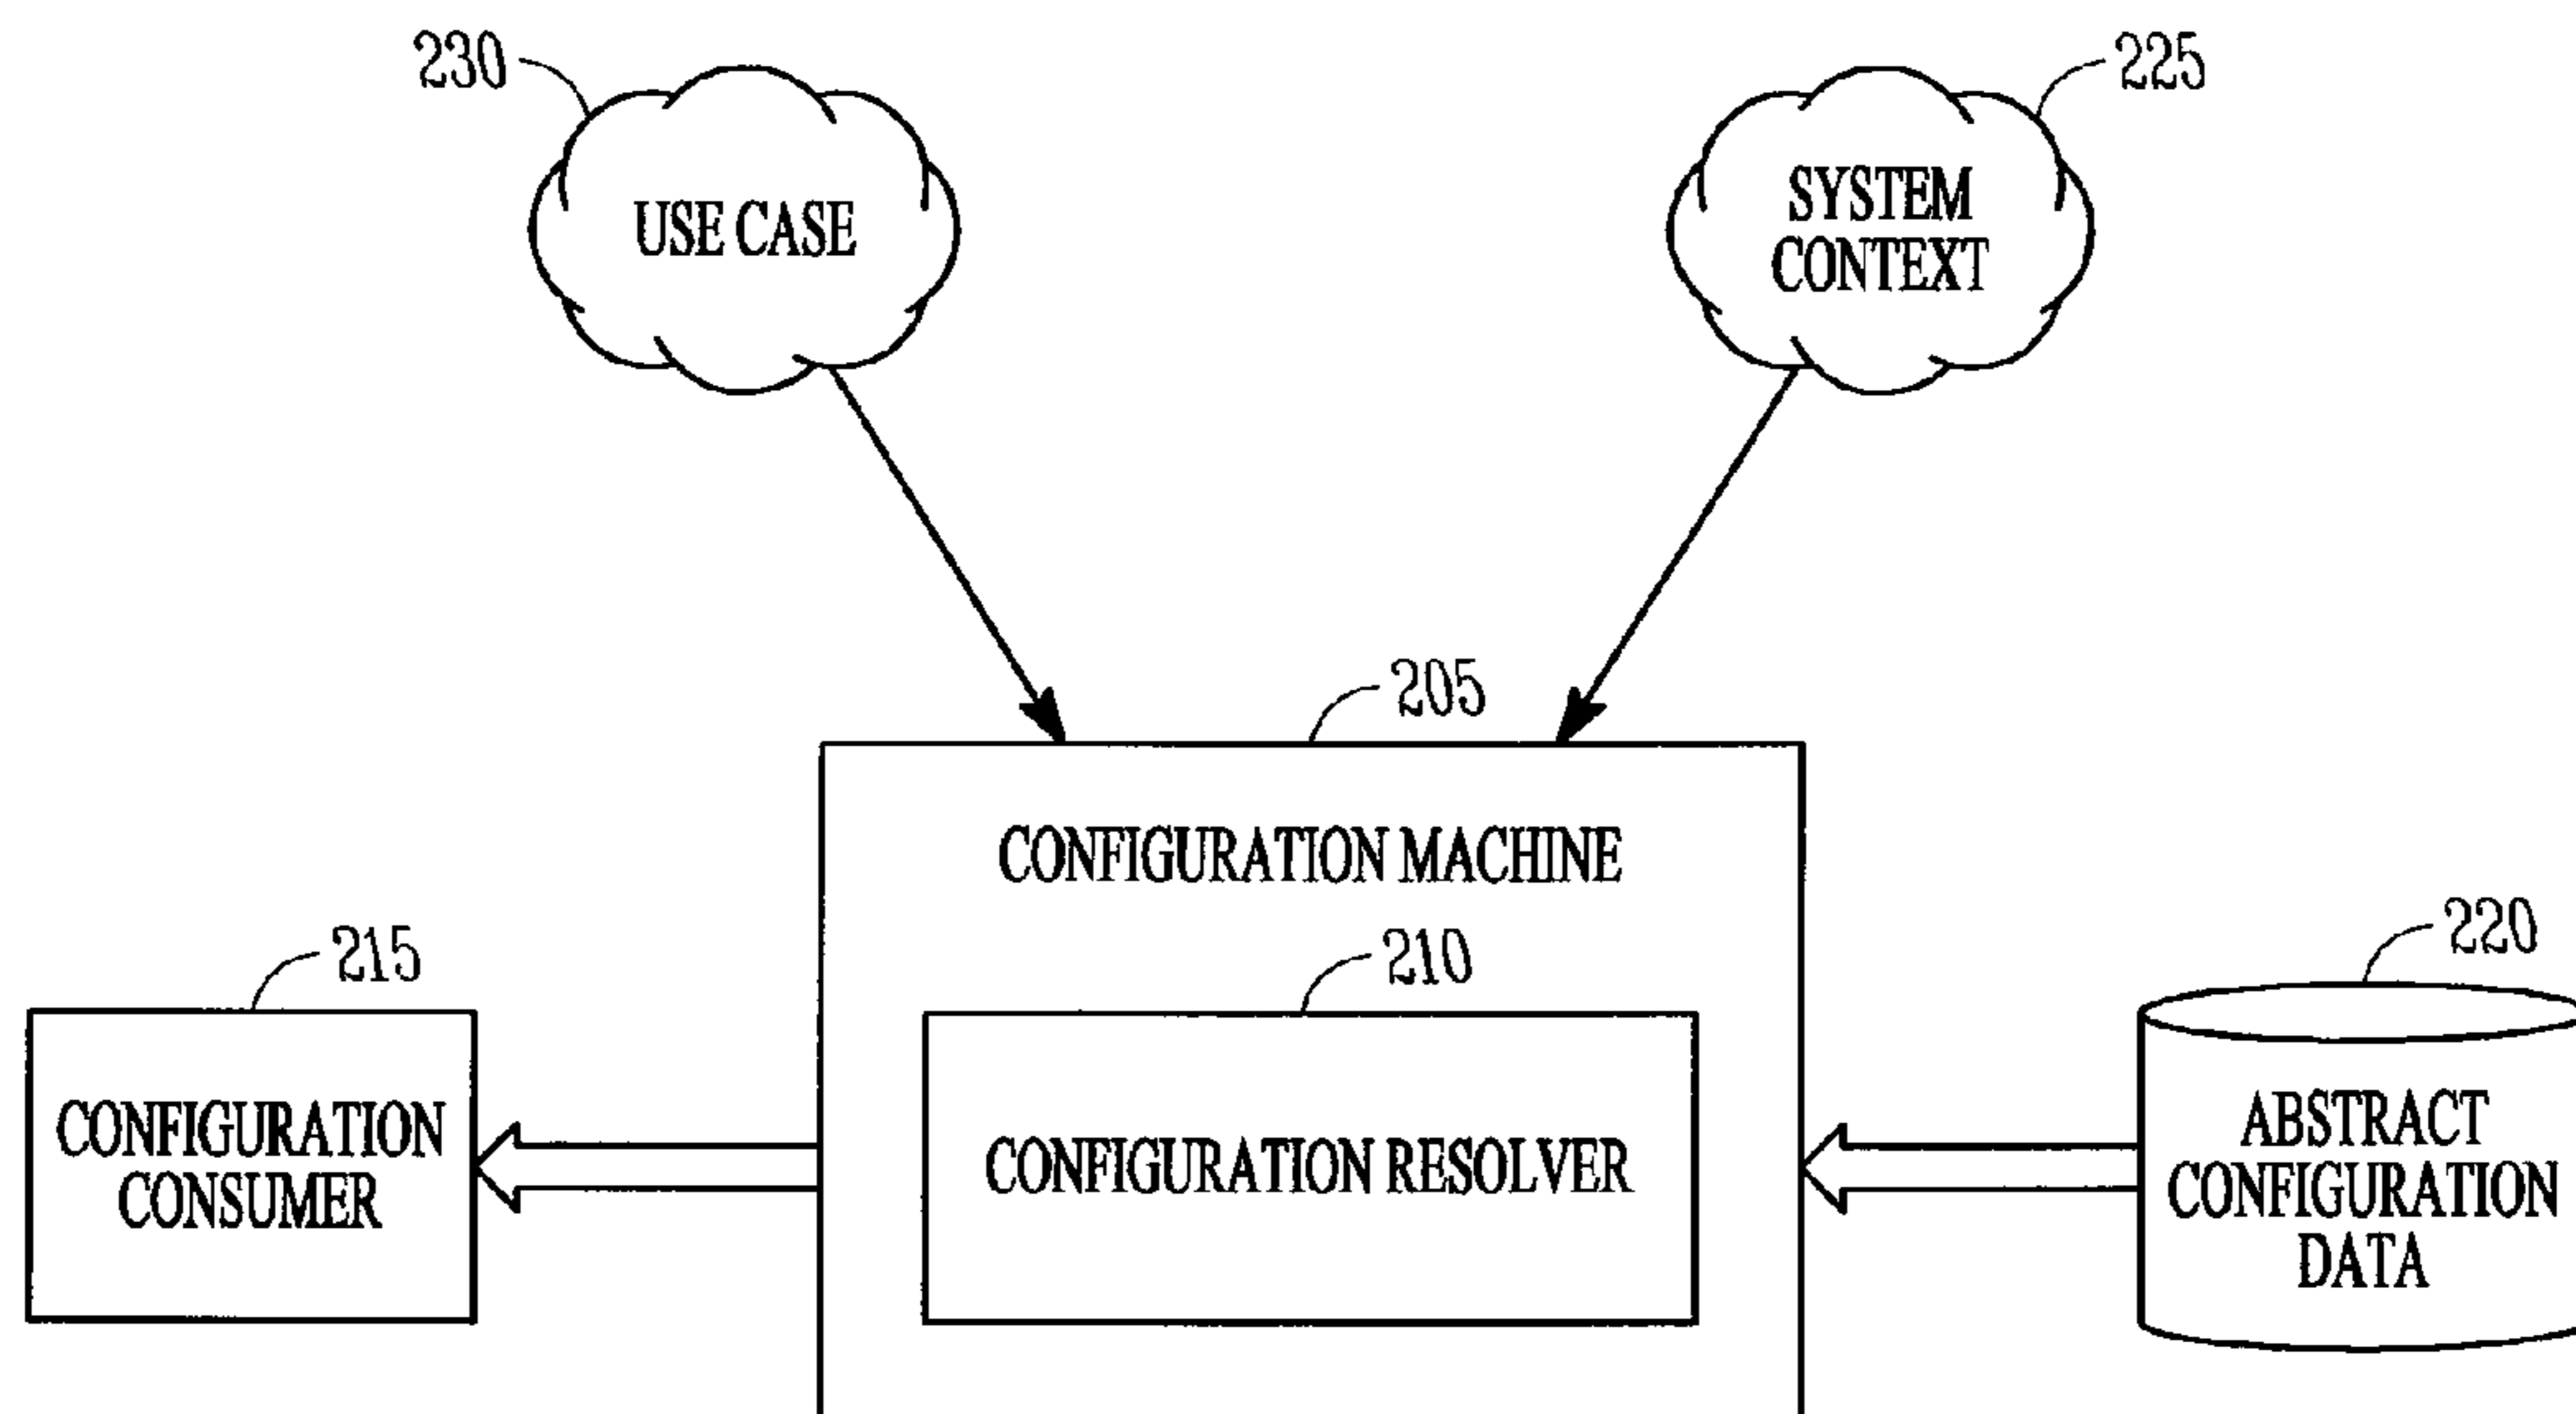 230
225
USE CASE
SYSTEM
CONTEXT
205
CONFIGURATION MACHINE
215
210
220
CONFIGURATION
CONSUMER
CONFIGURATION RESOLVER
ABSTRACT
CONFIGURATION
DATA